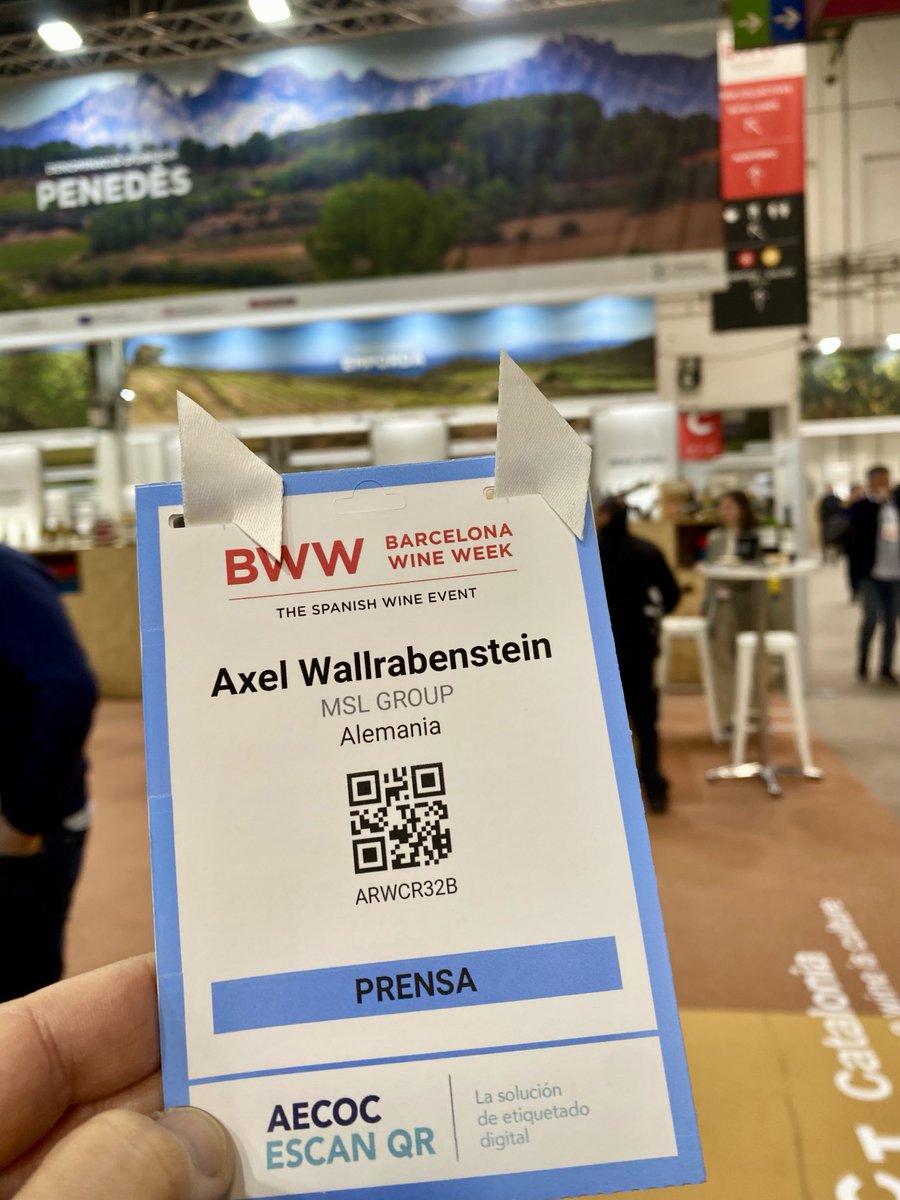 PENEDÈS
EMPORDÀ
BWW
BARCELONA
WINE WEEK
THE SPANISH WINE EVENT
Axel Wallrabenstein
MSL GROUP
Alemania
ARWCR32B
PRENSA
AECOC
ESCAN QR
La solución
de etiquetado
digital
Catalonia